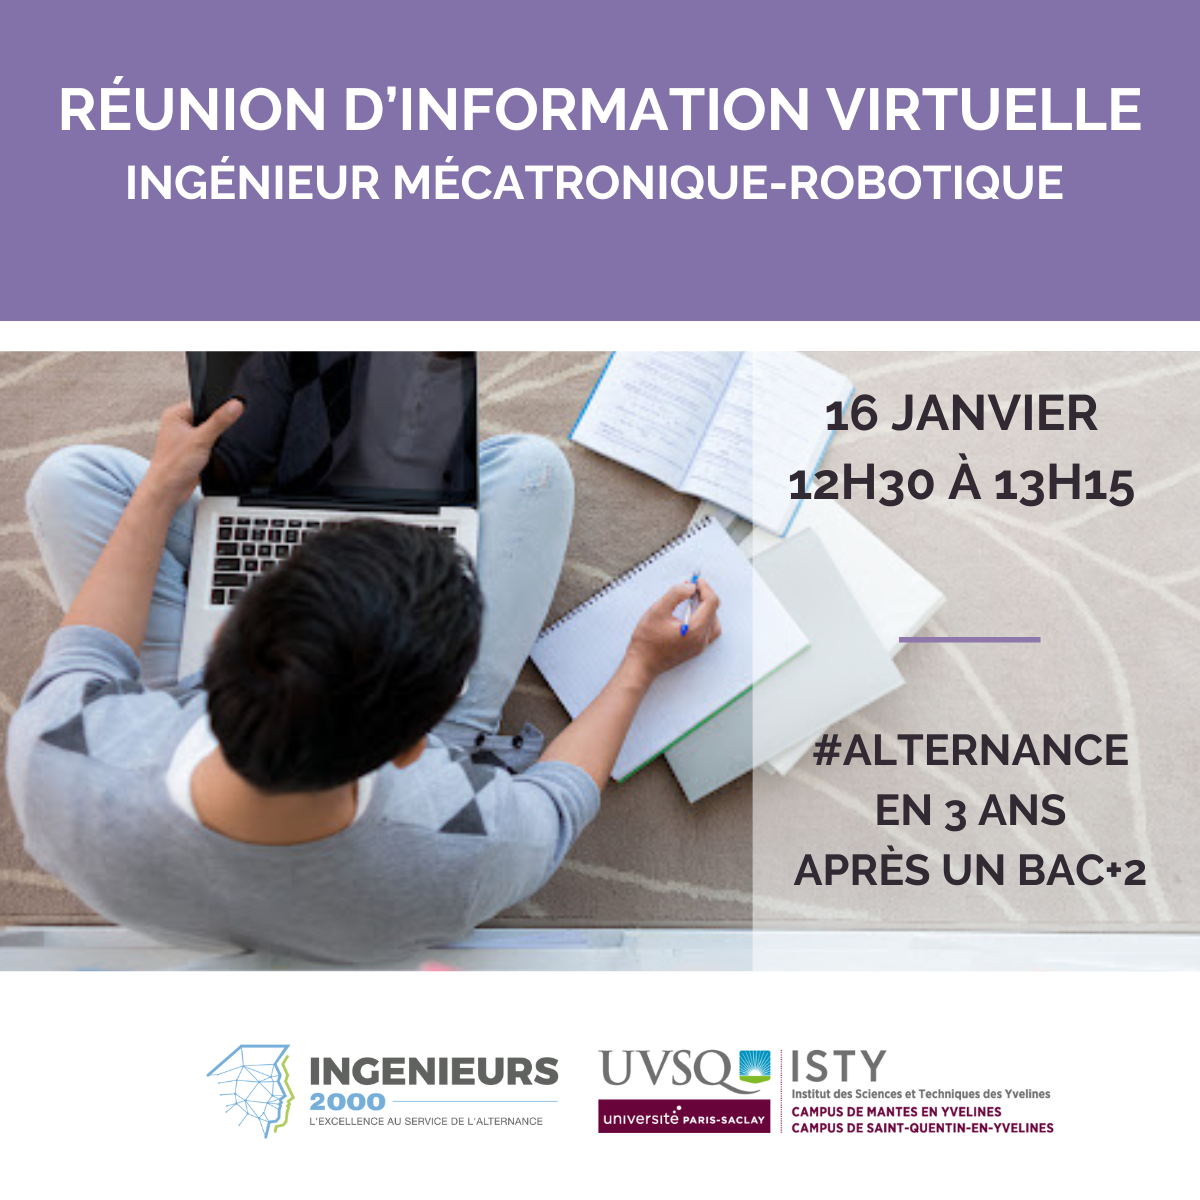 RÉUNION D'INFORMATION VIRTUELLE
INGÉNIEUR MÉCATRONIQUE-ROBOTIQUE
16 JANVIER
12H30 À 13H15
#ALTERNANCE
EN 3 ANS
APRÈS UN BAC+2
INGENIEURS
2000
L'EXCELLENCE AU SERVICE DE L'ALTERNANCE
UVSQ
université PARIS-SACLAY
ISTY
Institut des Sciences et Techniques des Yvelines
CAMPUS DE MANTES EN YVELINES
CAMPUS DE SAINT-QUENTIN-EN-YVELINES